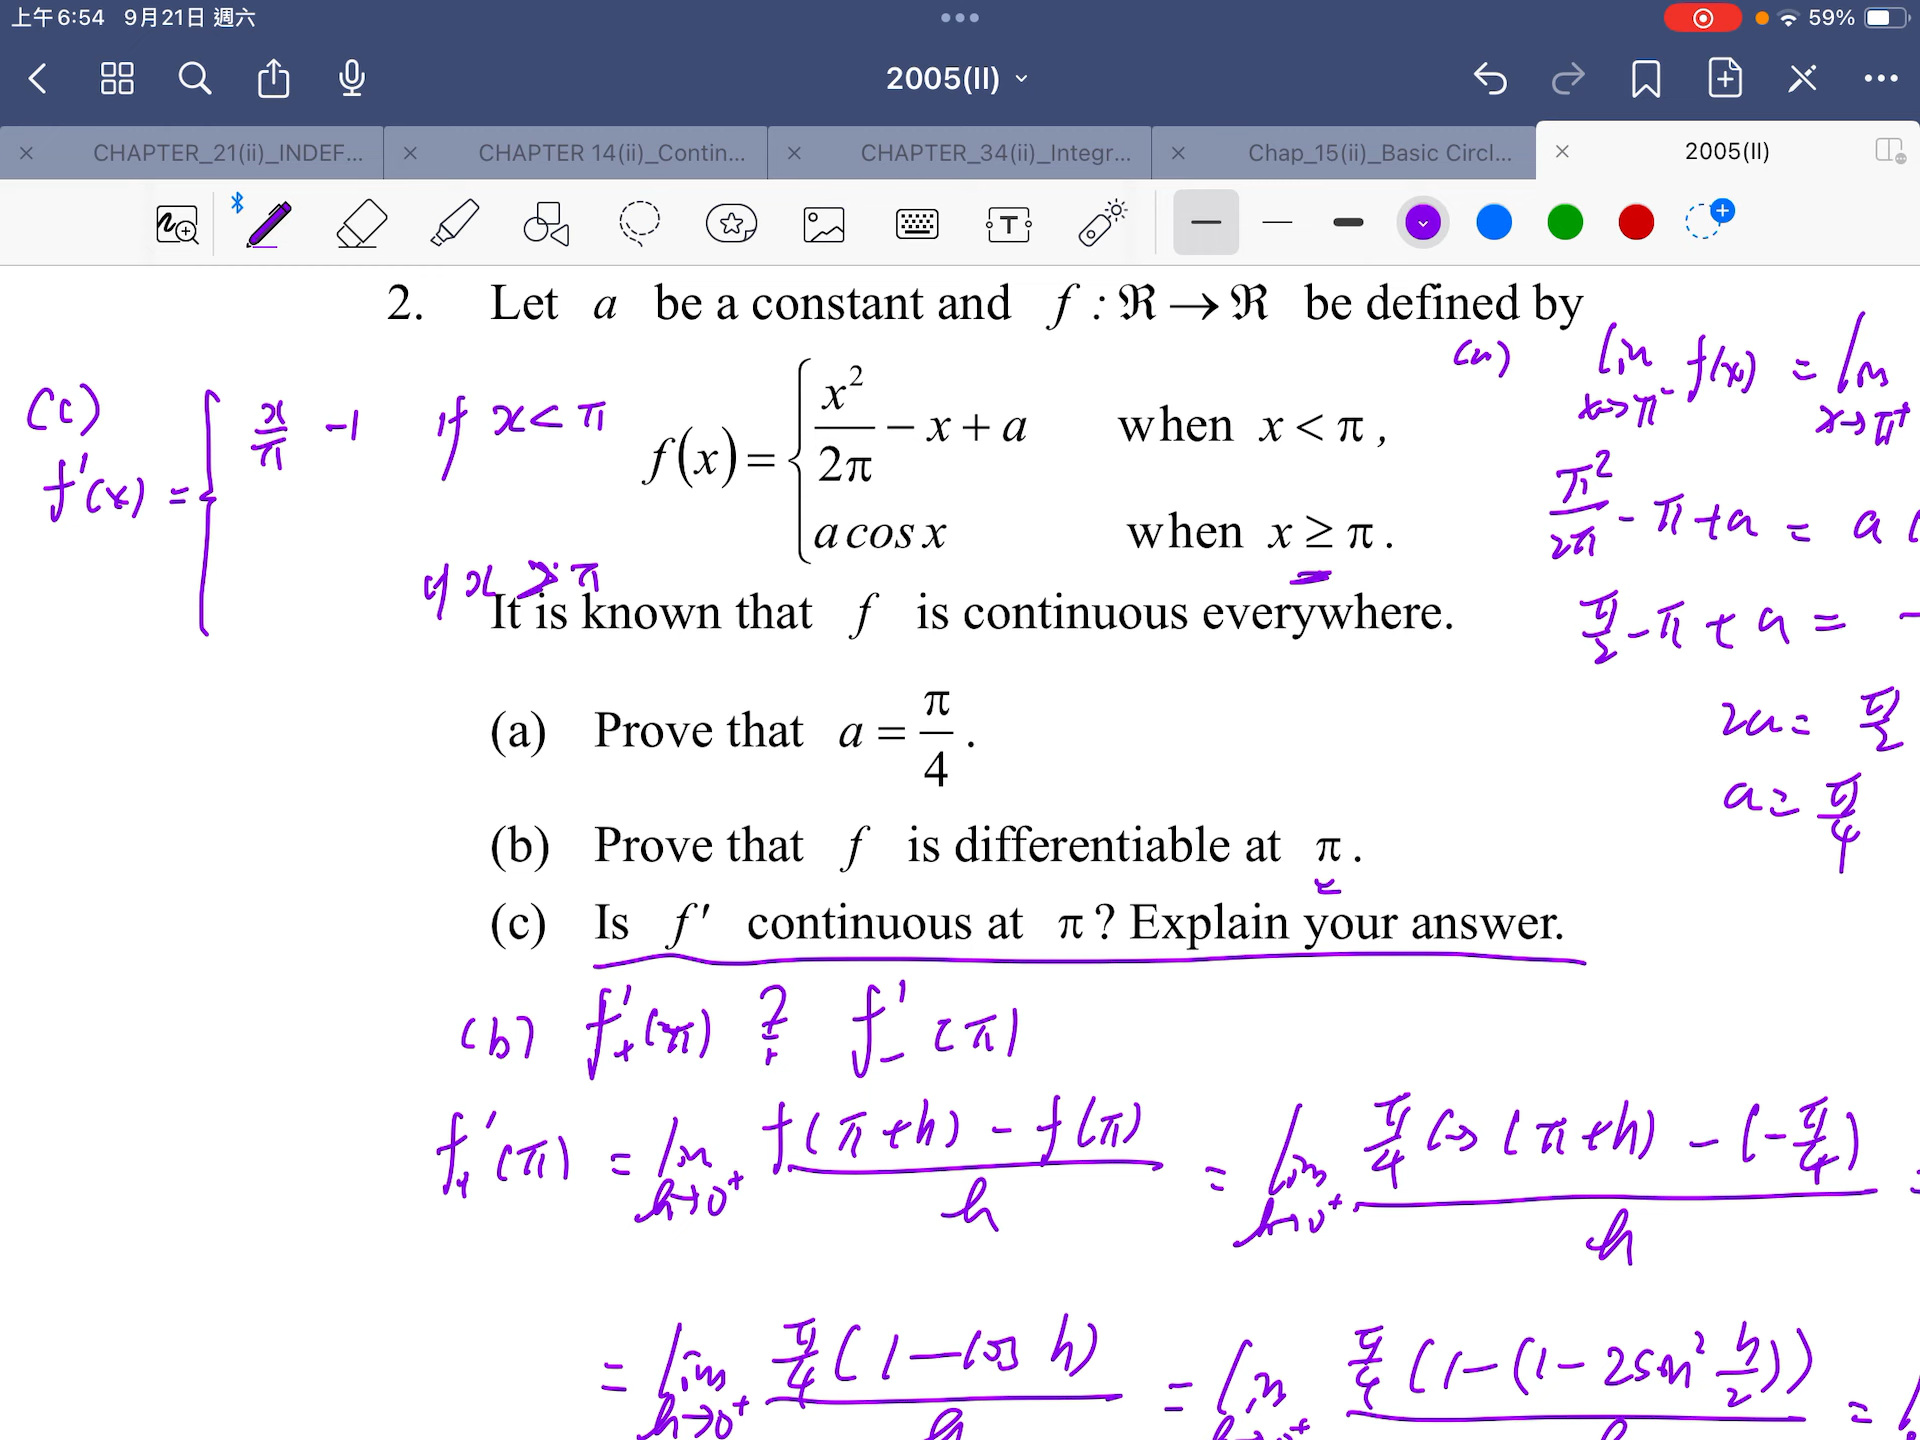 上午6:54 9月21日 週六
59%
2005(II)
CHAPTER_21(ii)_INDEF...
CHAPTER 14(ii)_Contin...
CHAPTER_34(ii)_Integr...
Chap_15(ii)_Basic Circl...
2005(II)
2. Let a be a constant and f : ℜ → ℜ be defined by
f(x) = { x²/2π − x + a when x < π ,
a cos x when x ≥ π .
It is known that f is continuous everywhere.
(a) Prove that a = π/4 .
(b) Prove that f is differentiable at π .
(c) Is f′ continuous at π ? Explain your answer.
(a) lim x→π⁻ f(x) = lim x→π⁺
π²/2π − π + a = a (
π/2 − π + a = −
2a = π/2
a = π/4
(c)
f′(x) = { x/π − 1 if x < π
if x > π
(b) f₊′(π) ? f₋′(π)
f₊′(π) = lim h→0⁺ f(π+h) − f(π) / h = lim h→0⁺ π/4 cos(π+h) − (−π/4) / h =
= lim h→0⁺ π/4 (1 − cos h) / h = lim h→0⁺ π/4 (1 − (1 − 2 sin² h/2)) =